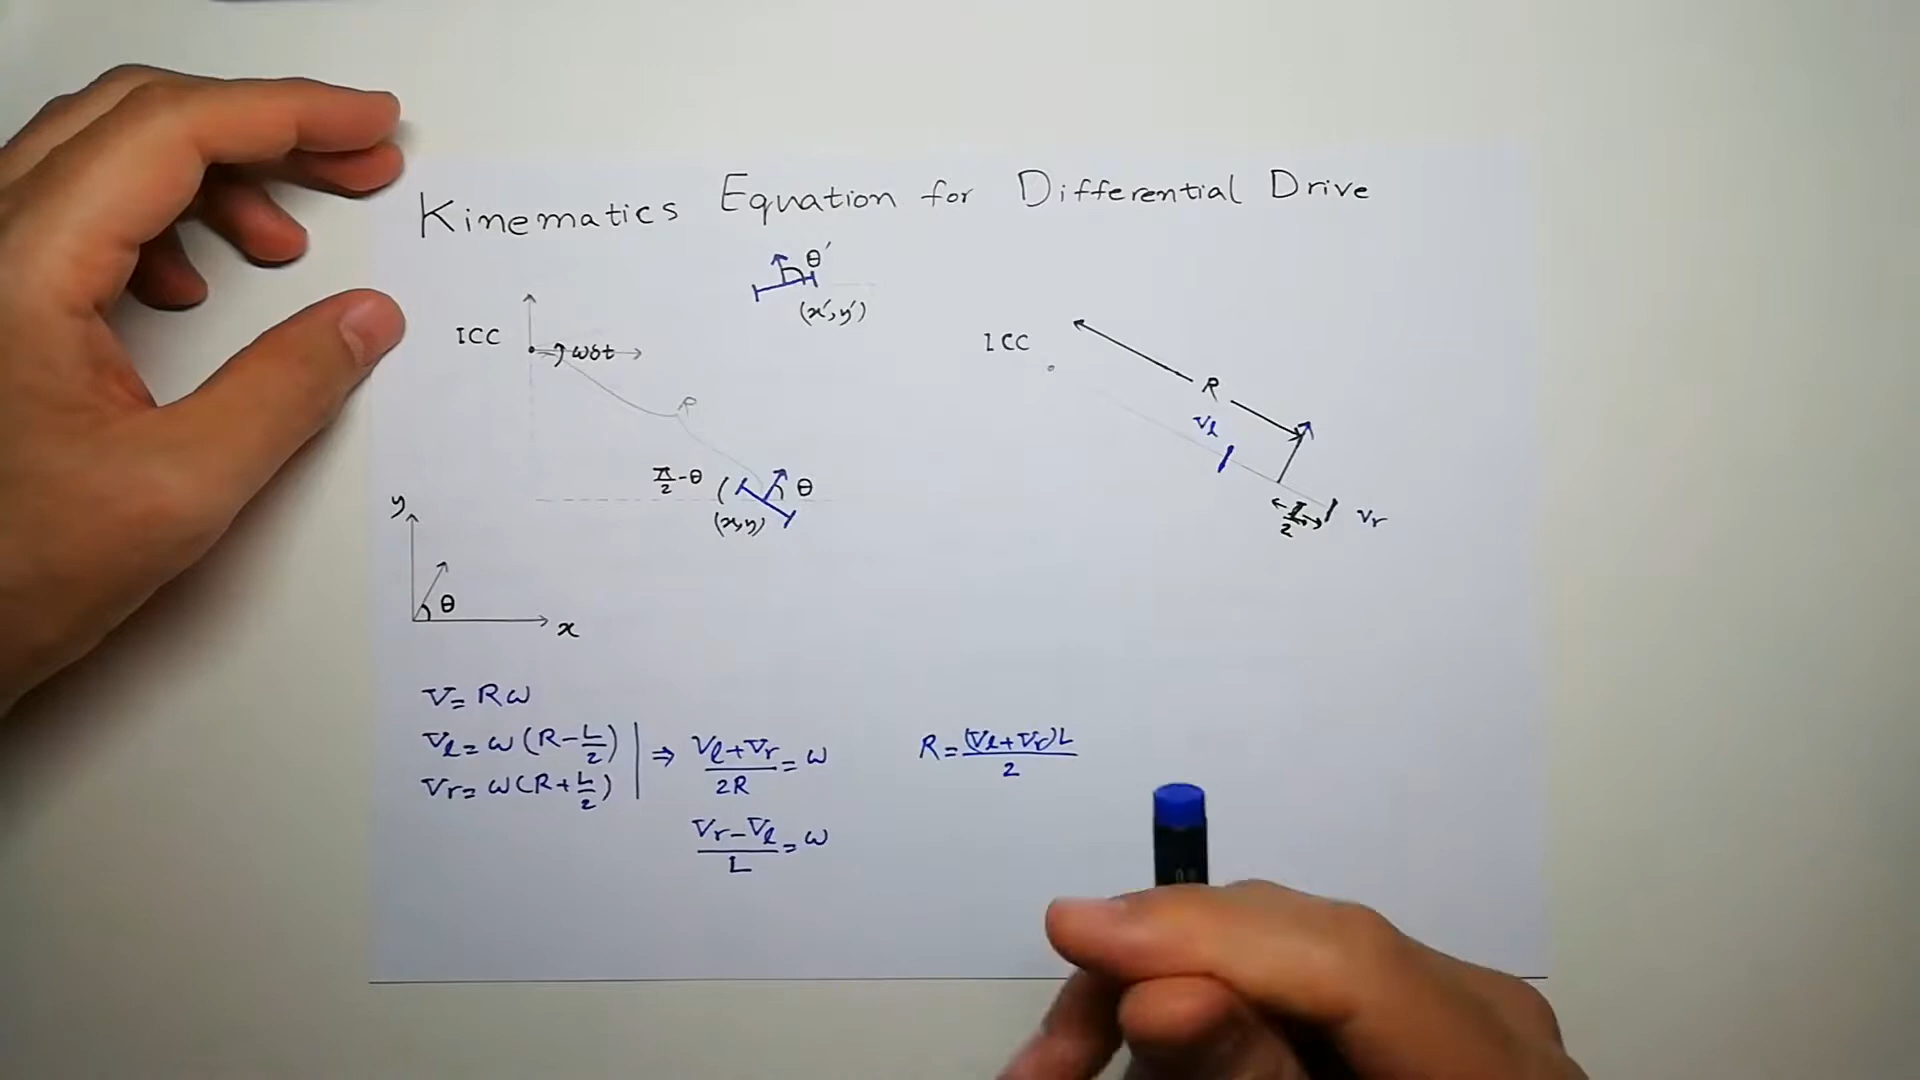 Kinematics Equation for Differential Drive
θ′
(x′,y′)
ICC
ωδt
R
π/2-θ
θ
(x,y)
y
θ
x
ICC
R
Vl
L/2
Vr
V= Rω
Vl= ω(R-L/2)
Vr= ω(R+L/2)
⇒ Vl+Vr/2R = ω
Vr-Vl/L = ω
R= (Vl+Vr)L/2